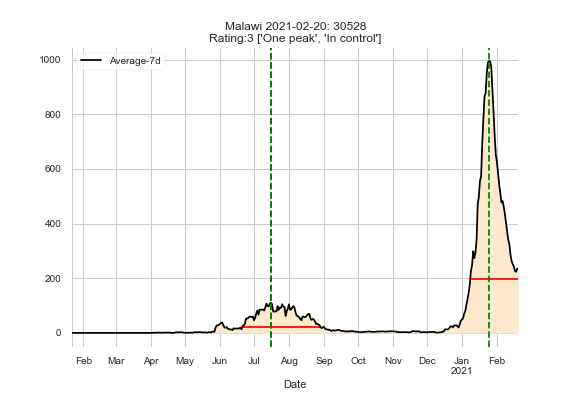 Malawi 2021-02-20: 30528
Rating:3 ['One peak', 'In control']
Average-7d
1000
800
600
400
200
0
Feb Mar Apr May Jun Jul Aug Sep Oct Nov Dec Jan Feb
2021
Date